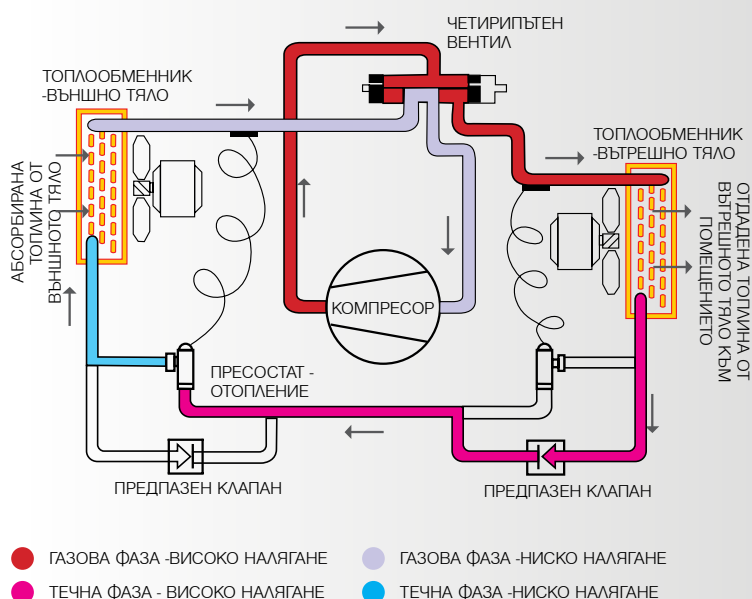 ЧЕТИРИПЪТЕН
ВЕНТИЛ
ТОПЛООБМЕННИК
-ВЪНШНО ТЯЛО
ТОПЛООБМЕННИК
-ВЪТРЕШНО ТЯЛО
АБСОРБИРАНА
ТОПЛИНА ОТ
ВЪНШНОТО ТЯЛО
ОТДАДЕНА ТОПЛИНА ОТ
ВЪТРЕШНОТО ТЯЛО КЪМ
ПОМЕЩЕНИЕТО
КОМПРЕСОР
ПРЕСОСТАТ -
ОТОПЛЕНИЕ
ПРЕДПАЗЕН КЛАПАН
ПРЕДПАЗЕН КЛАПАН
ГАЗОВА ФАЗА -ВИСОКО НАЛЯГАНЕ
ГАЗОВА ФАЗА -НИСКО НАЛЯГАНЕ
ТЕЧНА ФАЗА - ВИСОКО НАЛЯГАНЕ
ТЕЧНА ФАЗА -НИСКО НАЛЯГАНЕ